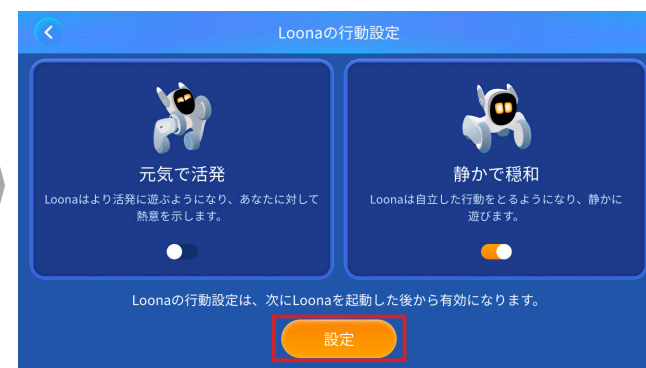 Loonaの行動設定
元気で活発
Loonaはより活発に遊ぶようになり、あなたに対して
熱意を示します。
静かで穏和
Loonaは自立した行動をとるようになり、静かに
遊びます。
Loonaの行動設定は、次にLoonaを起動した後から有効になります。
設定